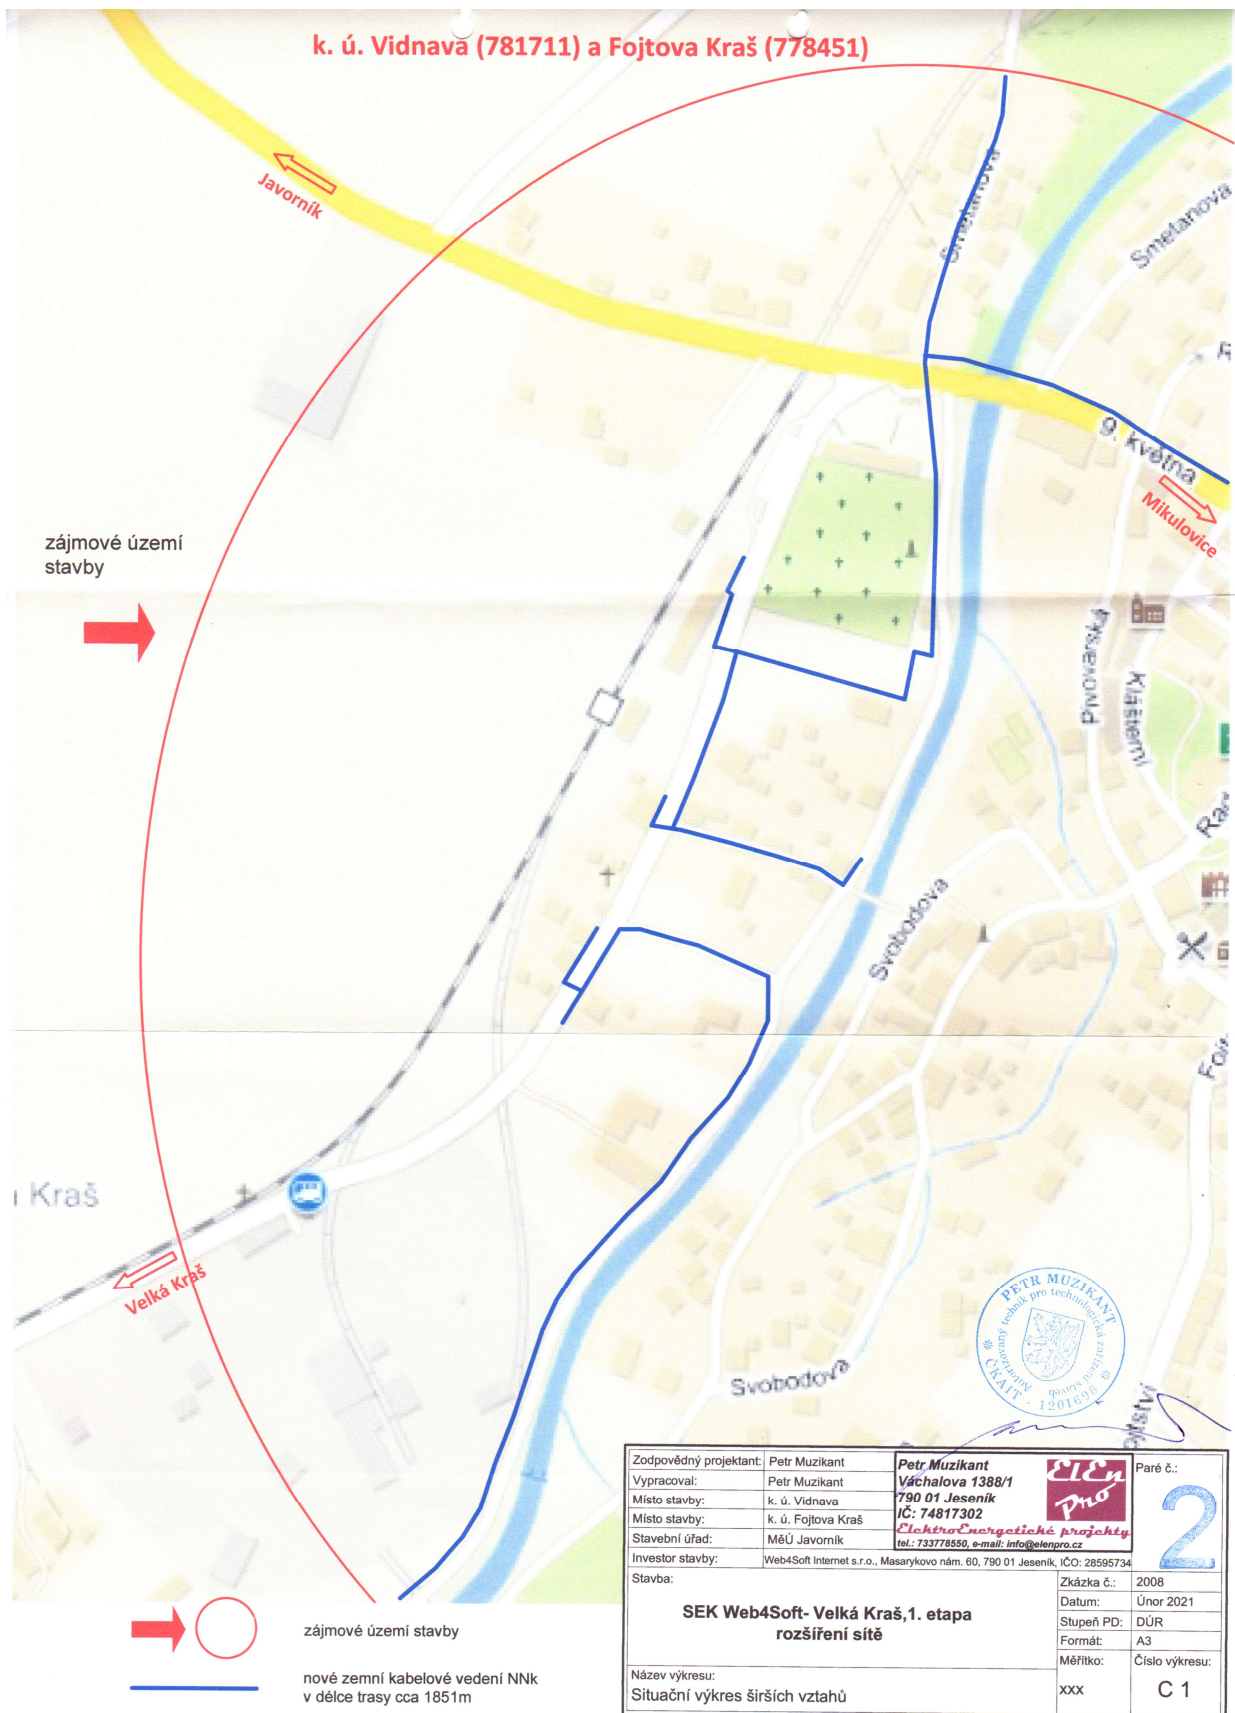 k. ú. Vidnava (781711) a Fojtova Kraš (778451)
Javorník
Smetanova
Smetanova
R
9. května
Mikulovice
zájmové území
stavby
Pivovarská
Klášterní
Svobodova
Kraš
Velká Kraš
Svobodova
PETR MUZIKANT
Autorizovaný technik pro technologická zařízení staveb
ČKAIT - 1201696
Zodpovědný projektant: Petr Muzikant
Vypracoval: Petr Muzikant
Místo stavby: k. ú. Vidnava
Místo stavby: k. ú. Fojtova Kraš
Stavební úřad: MěÚ Javorník
Investor stavby: Web4Soft Internet s.r.o., Masarykovo nám. 60, 790 01 Jeseník, IČO: 28595734
Petr Muzikant
Váchalova 1388/1
790 01 Jeseník
IČ: 74817302
ElEn
Pro
ElektroEnergetické projekty
tel.: 733778550, e-mail: info@elenpro.cz
Paré č.:
2
Stavba:
SEK Web4Soft- Velká Kraš,1. etapa
rozšíření sítě
Zkázka č.: 2008
Datum: Únor 2021
Stupeň PD: DÚR
Formát: A3
Měřítko: Číslo výkresu:
xxx C 1
Název výkresu:
Situační výkres širších vztahů
zájmové území stavby
nové zemní kabelové vedení NNk
v délce trasy cca 1851m